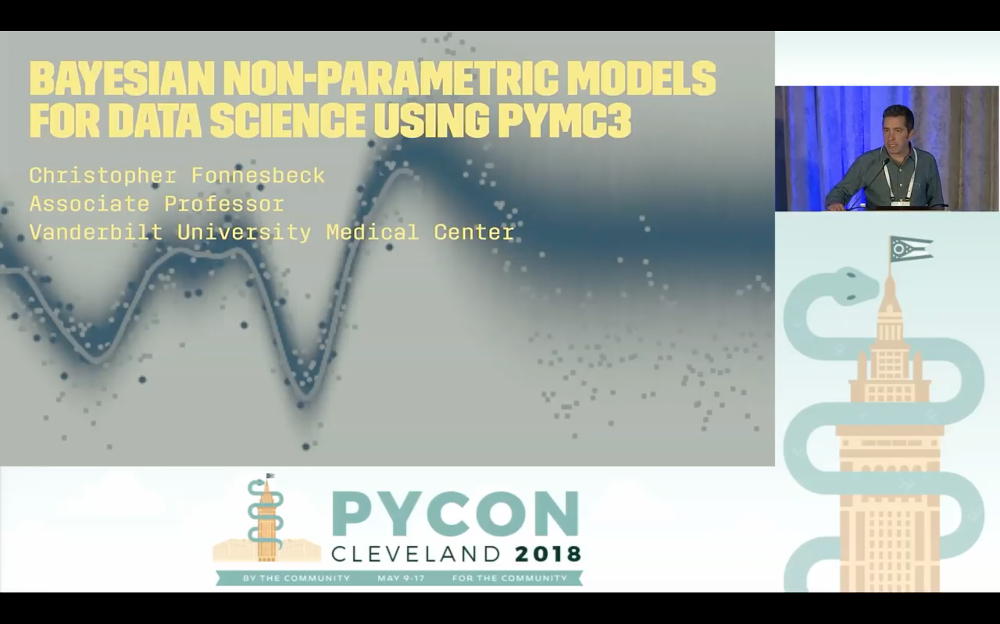 BAYESIAN NON-PARAMETRIC MODELS
FOR DATA SCIENCE USING PYMC3
Christopher Fonnesbeck
Associate Professor
Vanderbilt University Medical Center
PYCON
CLEVELAND 2018
BY THE COMMUNITY MAY 9-17 FOR THE COMMUNITY